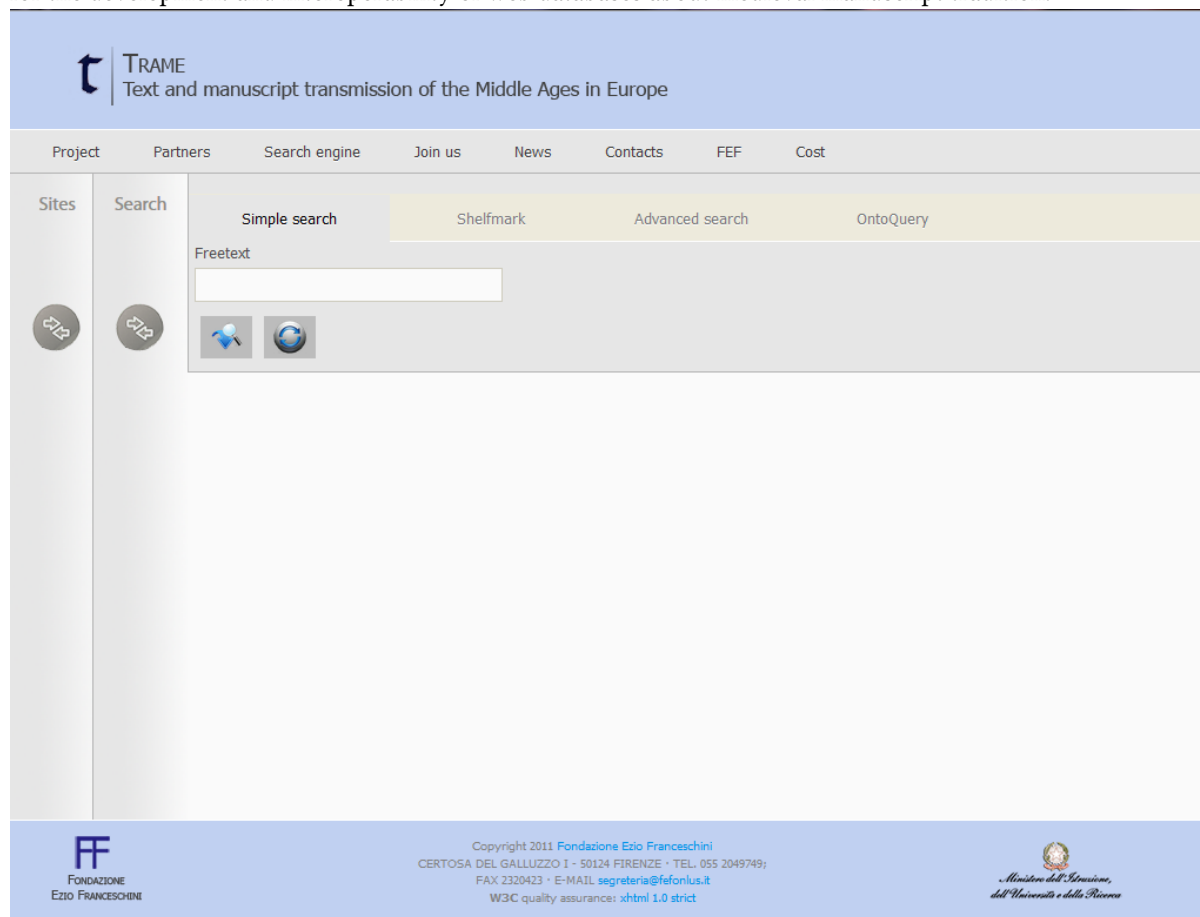 TRAME
Text and manuscript transmission of the Middle Ages in Europe
Project Partners Search engine Join us News Contacts FEF Cost
Sites Search
Simple search Shelfmark Advanced search OntoQuery
Freetext
FONDAZIONE
EZIO FRANCESCHINI
Copyright 2011 Fondazione Ezio Franceschini
CERTOSA DEL GALLUZZO I - 50124 FIRENZE · TEL. 055 2049749;
FAX 2320423 · E-MAIL segreteria@fefonlus.it
W3C quality assurance: xhtml 1.0 strict
Ministero dell'Istruzione,
dell'Università e della Ricerca